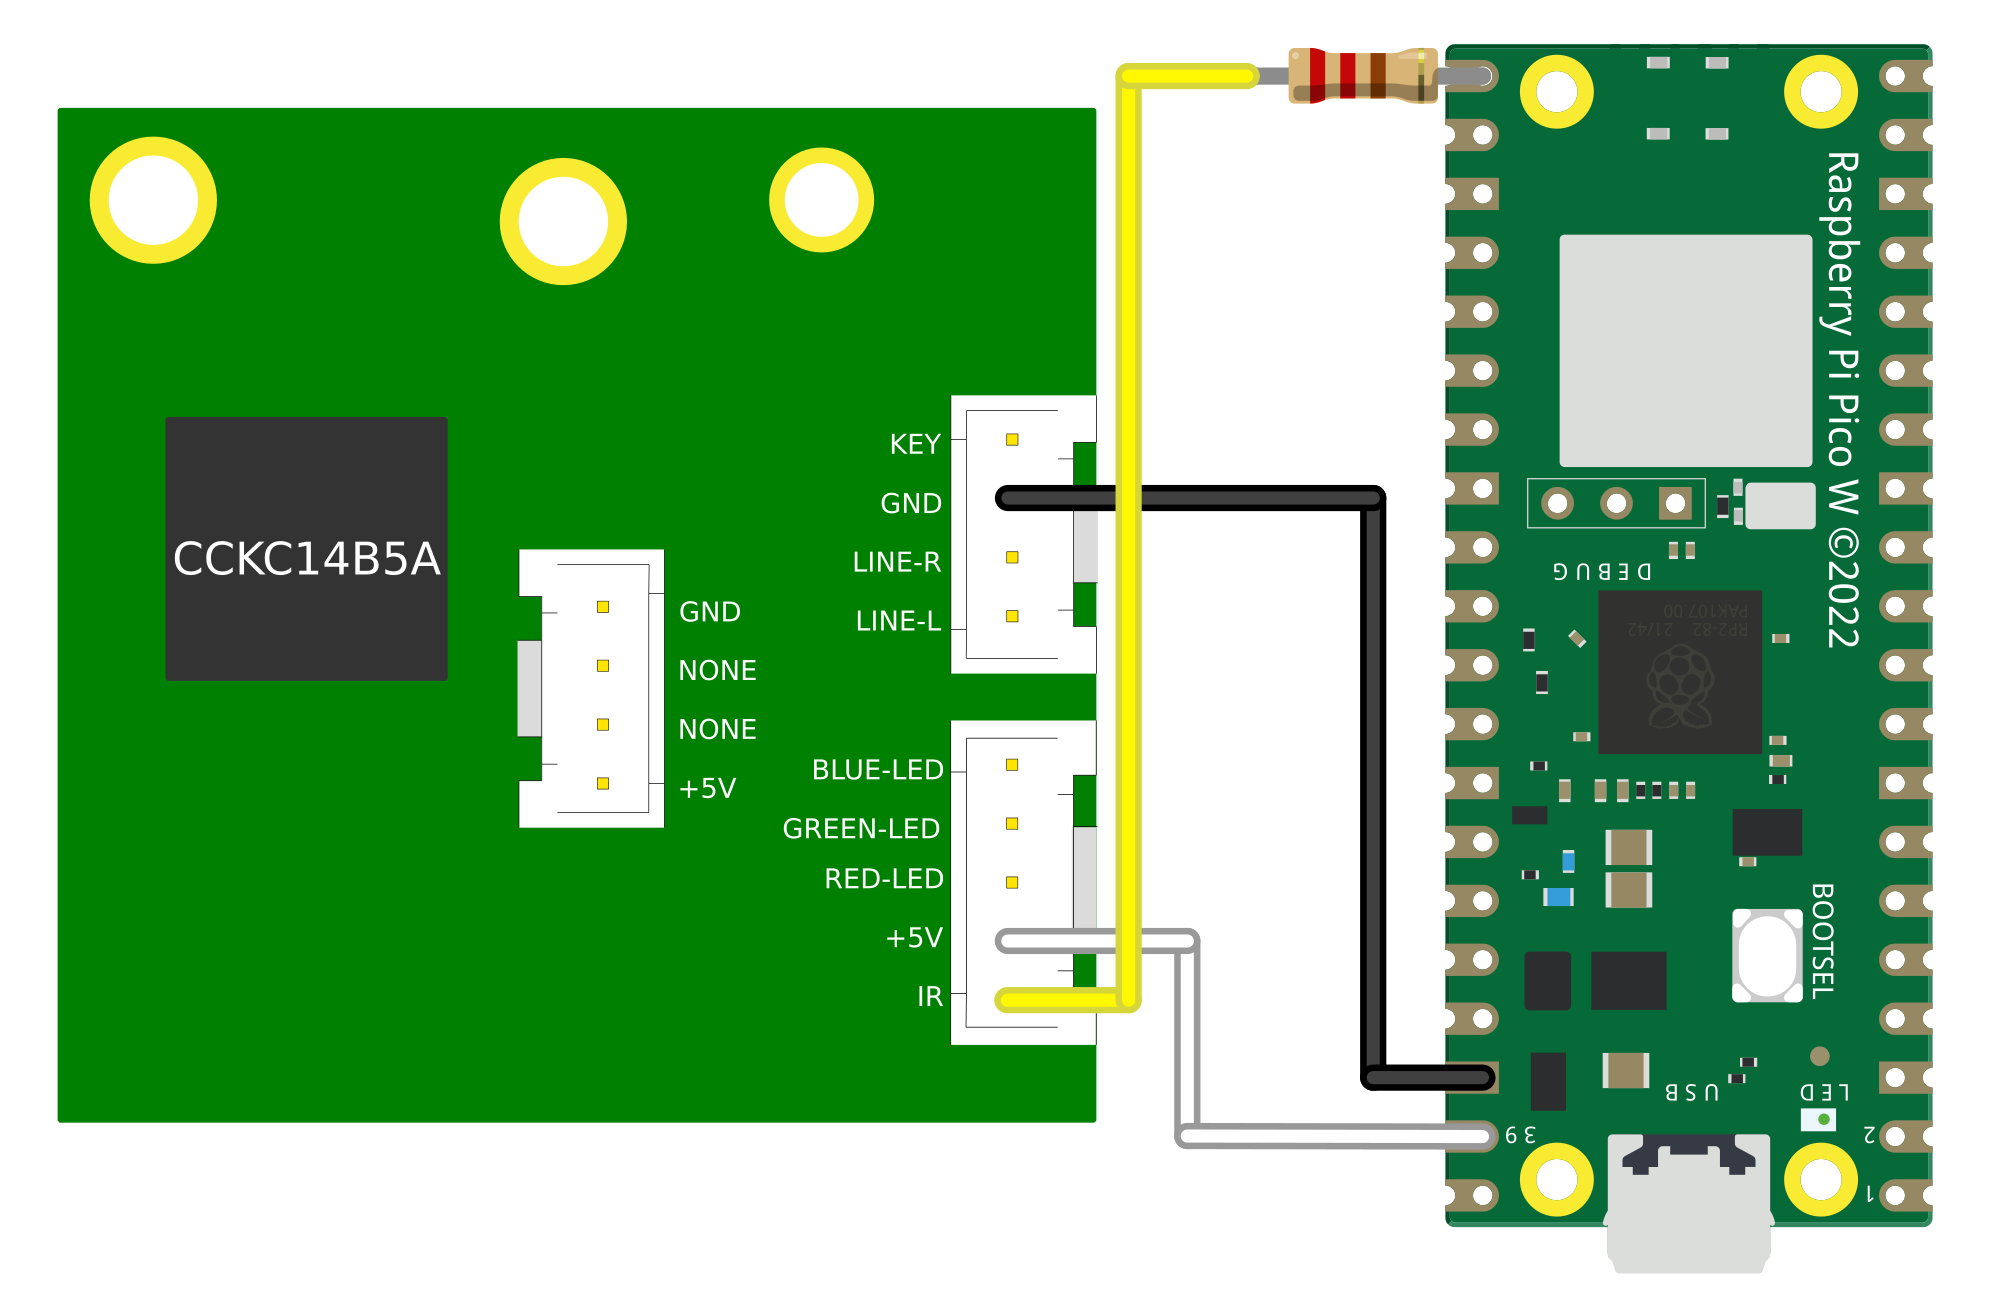 CCKC14B5A
GND
NONE
NONE
+5V
KEY
GND
LINE-R
LINE-L
BLUE-LED
GREEN-LED
RED-LED
+5V
IR
Raspberry Pi Pico W ©2022
DEBUG
PAK107.00
RP2-82 21/42
BOOTSEL
USB
LED
39
2
1